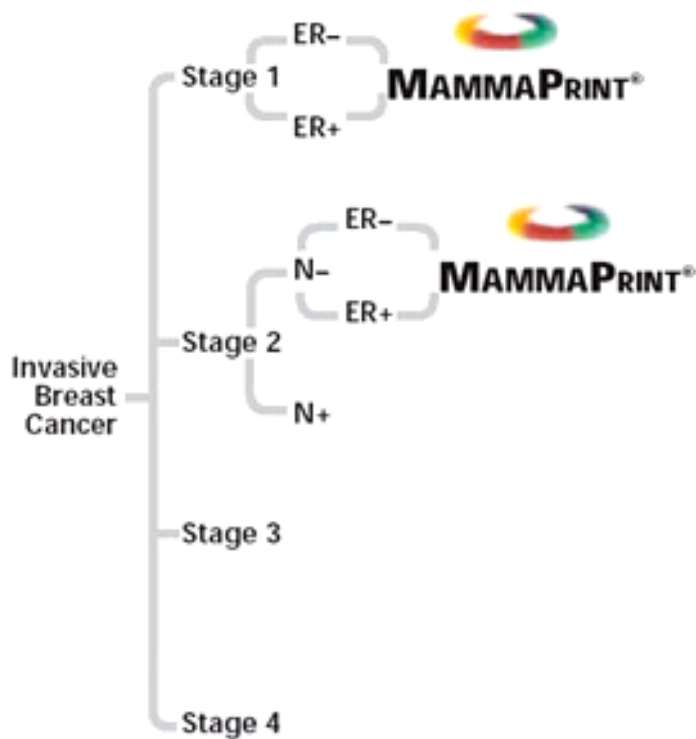 ER–
Stage 1
MAMMAPRINT®
ER+
ER–
N–
MAMMAPRINT®
ER+
Stage 2
Invasive
Breast
Cancer
N+
Stage 3
Stage 4